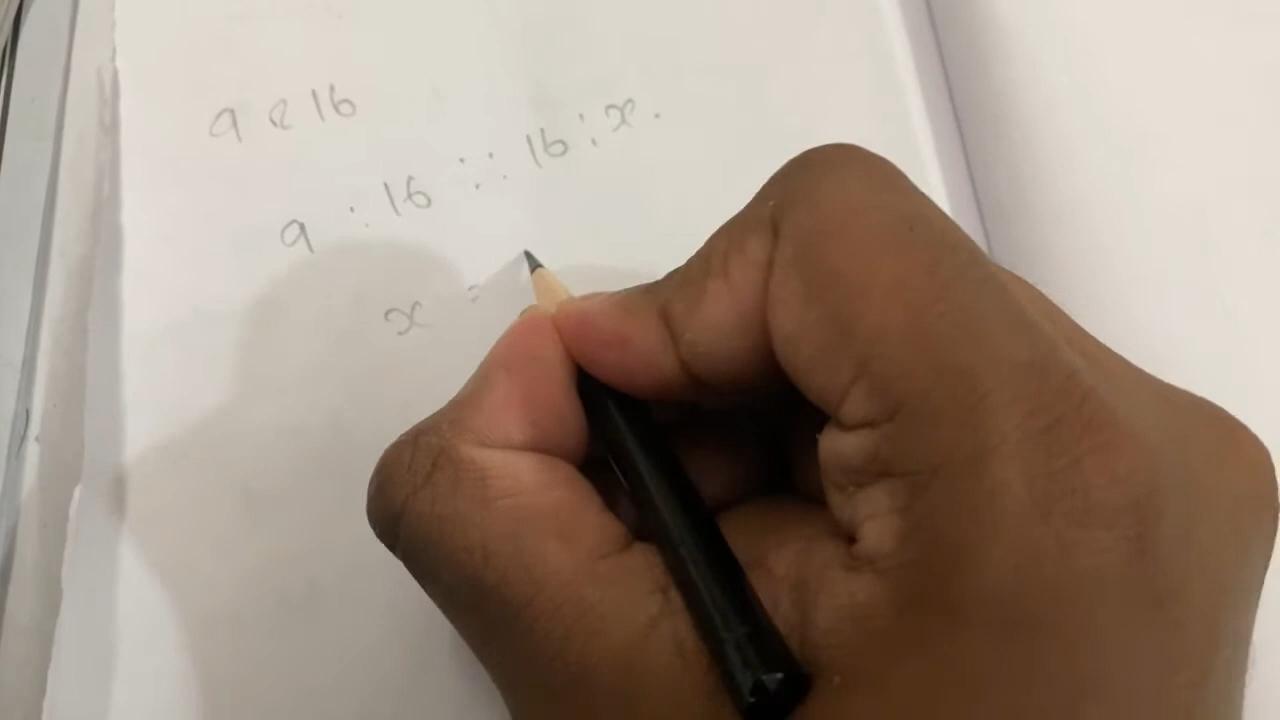 9 & 16
9 : 16 :: 16 : x.
x =